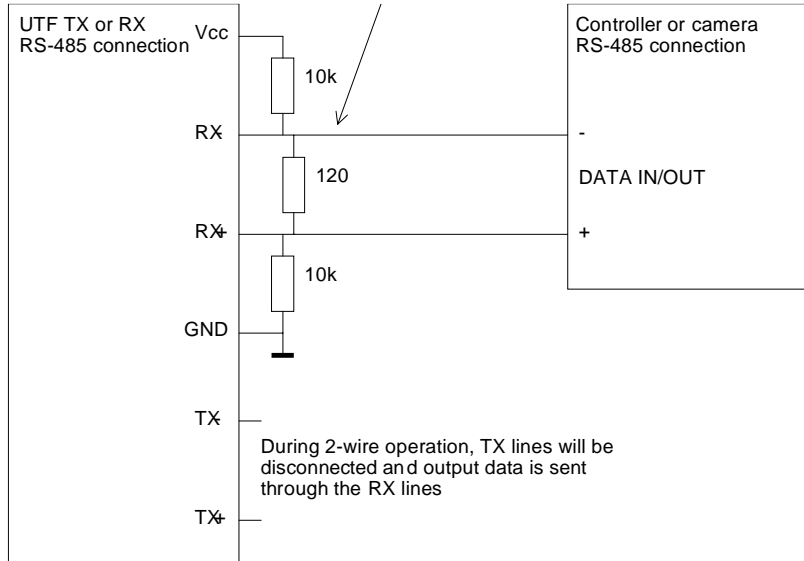 UTF TX or RX
RS-485 connection
Controller or camera
RS-485 connection
Vcc
10k
RX-
-
120
DATA IN/OUT
RX+
+
10k
GND
TX-
During 2-wire operation, TX lines will be
disconnected and output data is sent
through the RX lines
TX+